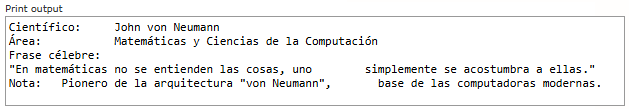 Print output
Científico:     John von Neumann
Área:           Matemáticas y Ciencias de la Computación
Frase célebre:
"En matemáticas no se entienden las cosas, uno        simplemente se acostumbra a ellas."
Nota:   Pionero de la arquitectura "von Neumann",       base de las computadoras modernas.